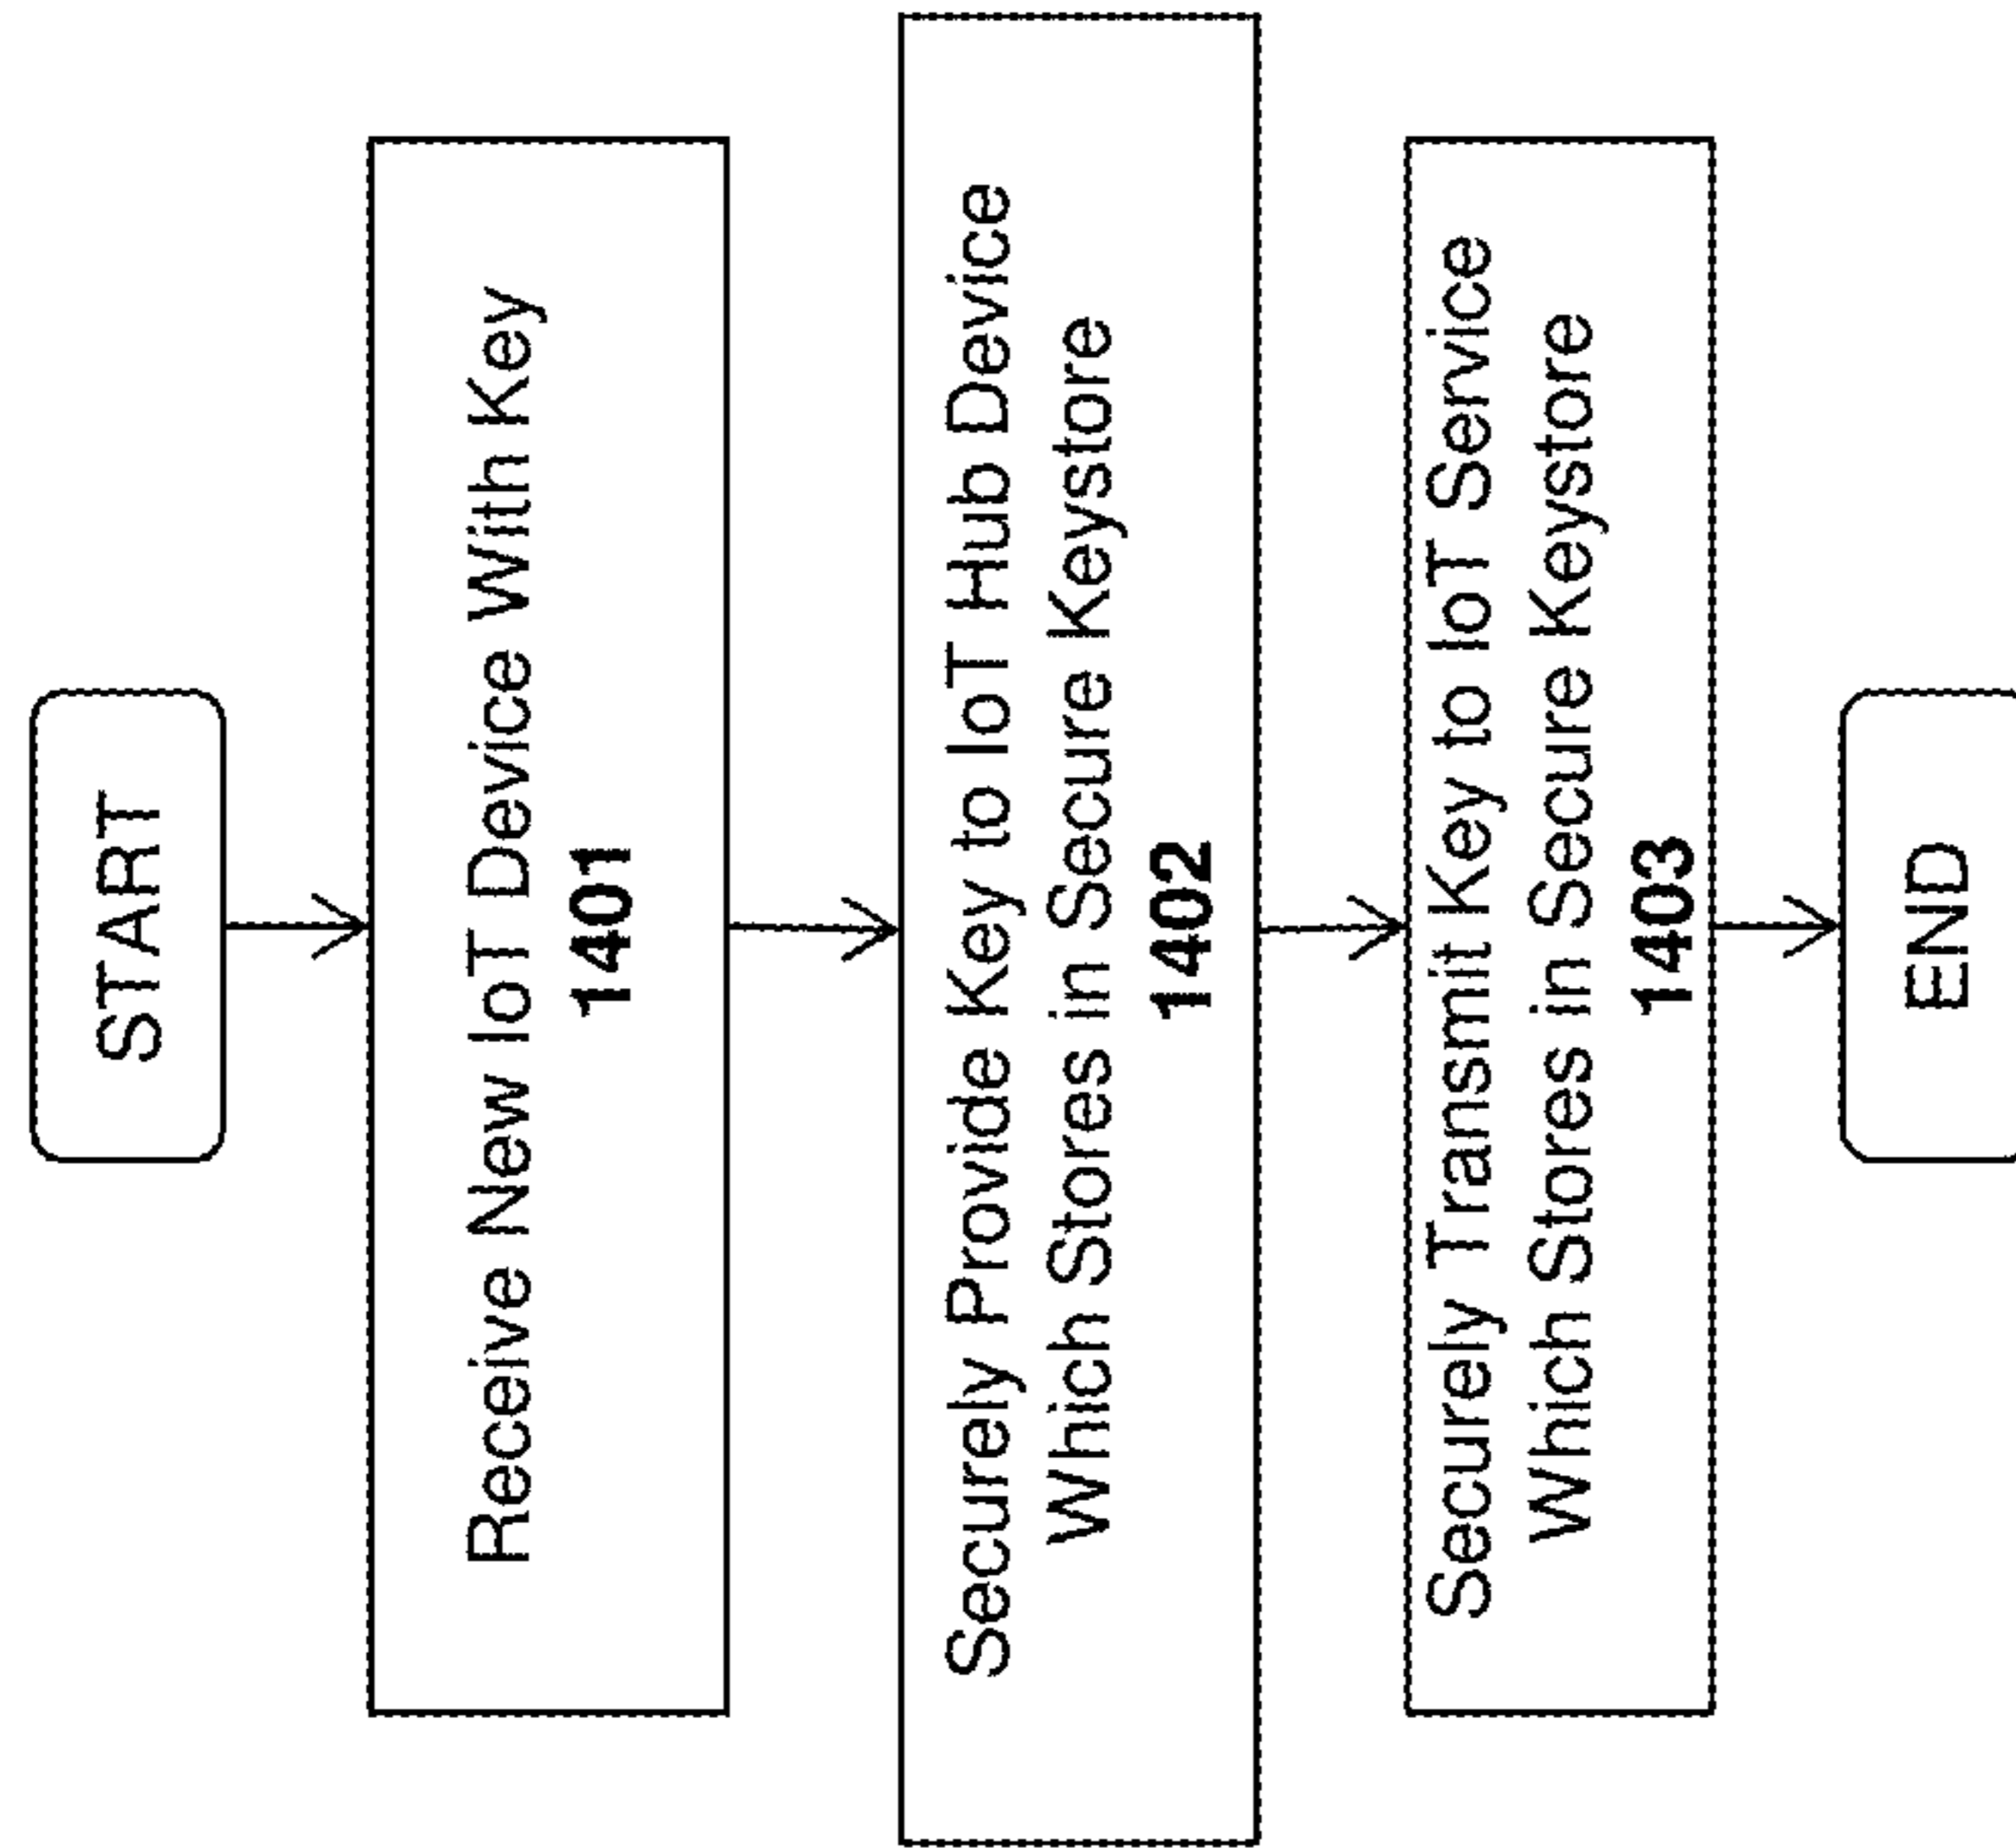 START
Receive New IoT Device With Key
1401
Securely Provide Key to IoT Hub Device
Which Stores in Secure Keystore
1402
Securely Transmit Key to IoT Service
Which Stores in Secure Keystore
1403
END